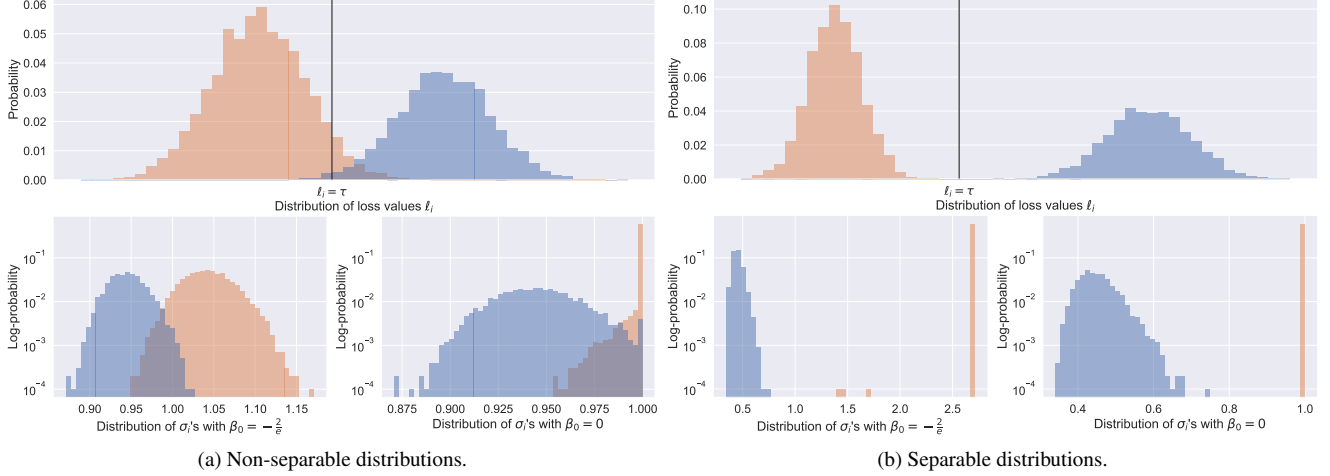 0.06
0.05
0.04
0.03
0.02
0.01
0.00
Probability
ℓᵢ = τ
Distribution of loss values ℓᵢ
10⁻¹
10⁻²
10⁻³
10⁻⁴
Log-probability
0.90 0.95 1.00 1.05 1.10 1.15
Distribution of σᵢ's with β₀ = −2/e
10⁻¹
10⁻²
10⁻³
10⁻⁴
Log-probability
0.875 0.900 0.925 0.950 0.975 1.000
Distribution of σᵢ's with β₀ = 0
(a) Non-separable distributions.
0.10
0.08
0.06
0.04
0.02
0.00
Probability
ℓᵢ = τ
Distribution of loss values ℓᵢ
10⁻¹
10⁻²
10⁻³
10⁻⁴
Log-probability
0.5 1.0 1.5 2.0 2.5
Distribution of σᵢ's with β₀ = −2/e
10⁻¹
10⁻²
10⁻³
10⁻⁴
Log-probability
0.4 0.6 0.8 1.0
Distribution of σᵢ's with β₀ = 0
(b) Separable distributions.